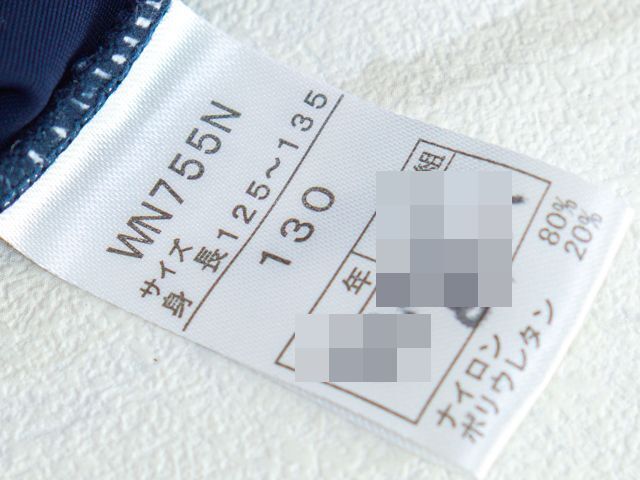 WN755N
サイズ
身長125~135
130
年 組
ナイロン 80%
ポリウレタン 20%